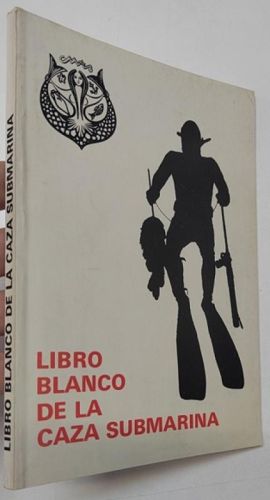 LIBRO BLANCO DE LA CAZA SUBMARINA
LIBRO
BLANCO
DE LA
CAZA SUBMARINA